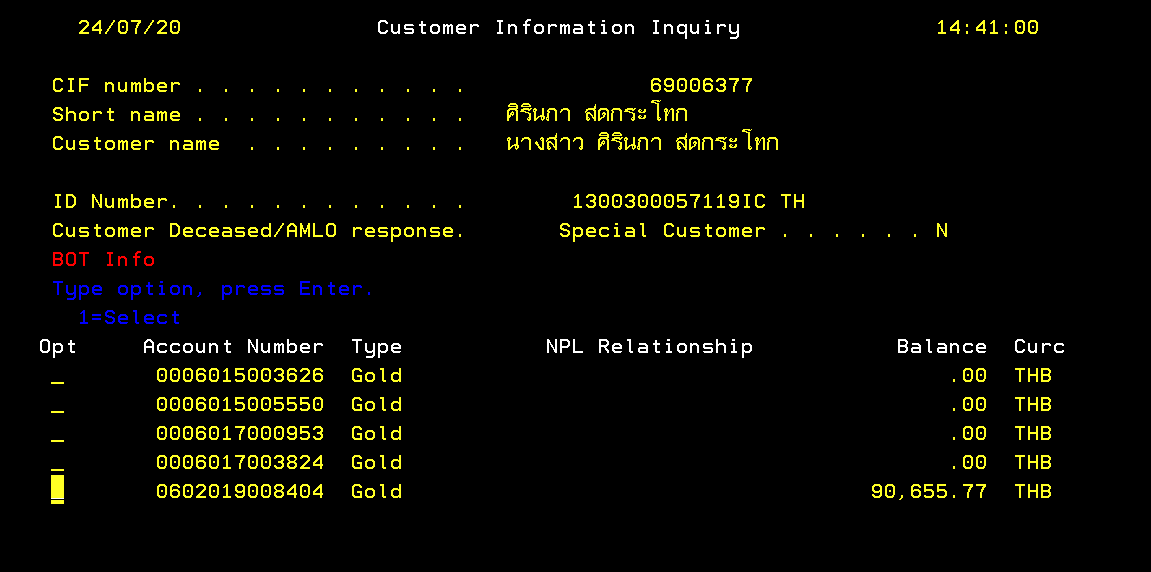 24/07/20 Customer Information Inquiry 14:41:00
CIF number . . . . . . . . . . . 69006377
Short name . . . . . . . . . . . ศิรินภา สดกระโทก
Customer name . . . . . . . . . นางสาว ศิรินภา สดกระโทก
ID Number. . . . . . . . . . . . 1300300057119IC TH
Customer Deceased/AMLO response. Special Customer . . . . . . N
BOT Info
Type option, press Enter.
1=Select
Opt Account Number Type NPL Relationship Balance Curc
_ 0006015003626 Gold .00 THB
_ 0006015005550 Gold .00 THB
_ 0006017000953 Gold .00 THB
_ 0006017003824 Gold .00 THB
_ 0602019008404 Gold 90,655.77 THB